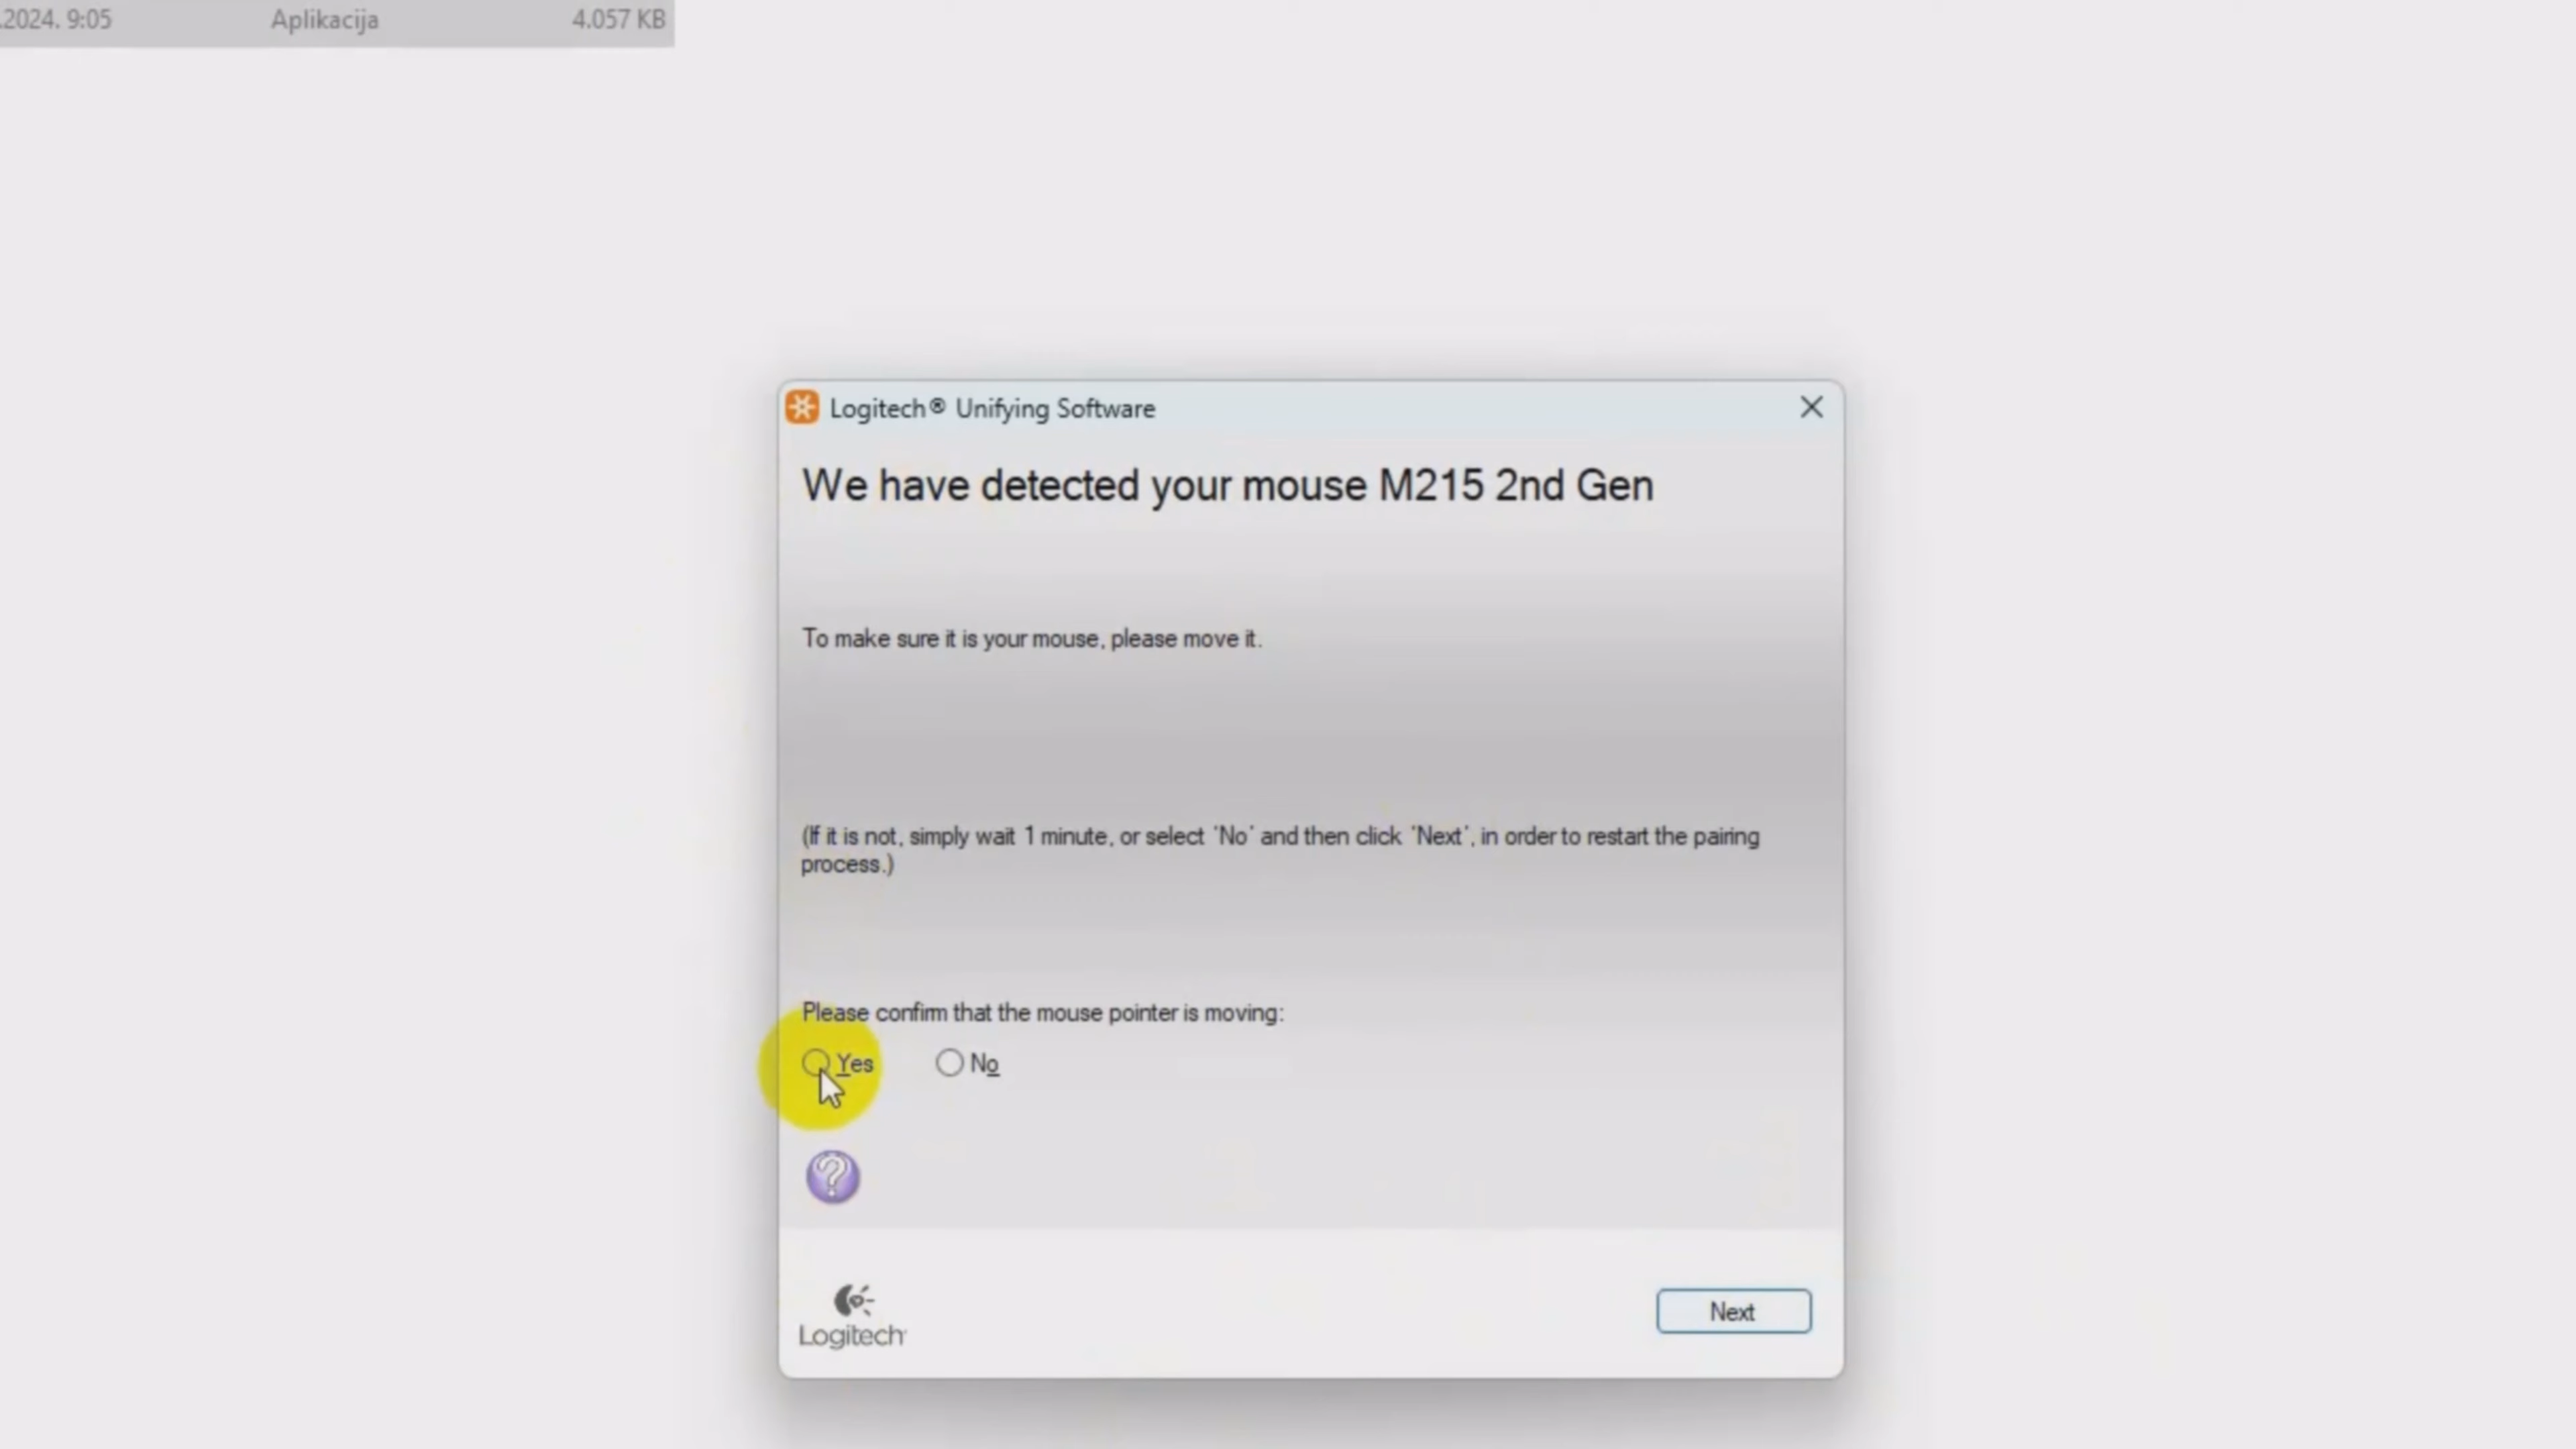 .2024. 9:05 Aplikacija 4.057 KB
Logitech® Unifying Software
We have detected your mouse M215 2nd Gen
To make sure it is your mouse, please move it.
(If it is not, simply wait 1 minute, or select 'No' and then click 'Next', in order to restart the pairing
process.)
Please confirm that the mouse pointer is moving:
Yes No
Logitech
Next